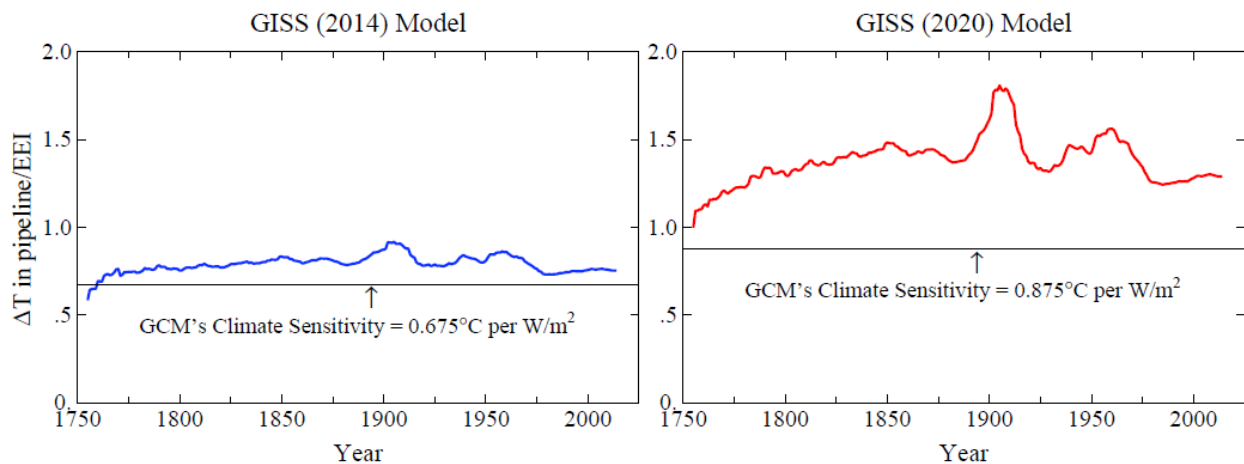 GISS (2014) Model
2.0
1.5
1.0
.5
0.
ΔT in pipeline/EEI
↑
GCM's Climate Sensitivity = 0.675°C per W/m²
1750 1800 1850 1900 1950 2000
Year
GISS (2020) Model
2.0
1.5
1.0
.5
0.
↑
GCM's Climate Sensitivity = 0.875°C per W/m²
1750 1800 1850 1900 1950 2000
Year